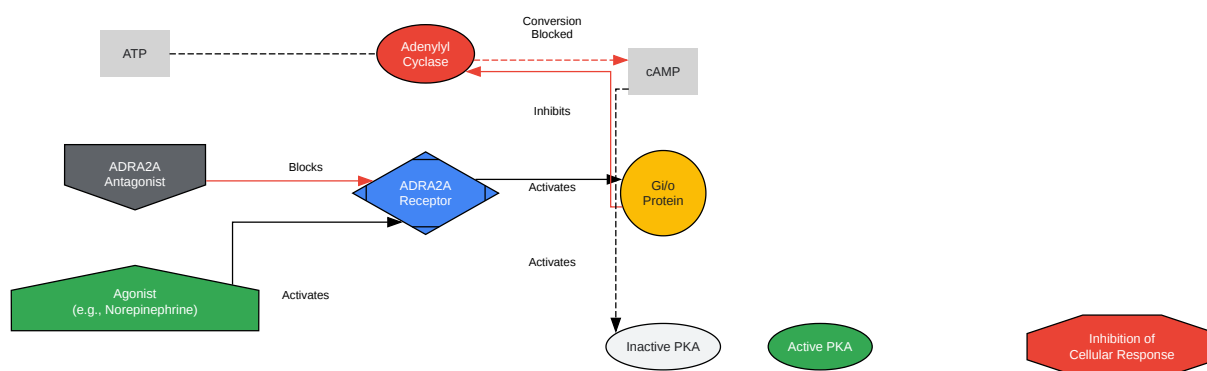 Conversion
Blocked
ATP
Adenylyl
Cyclase
cAMP
Inhibits
ADRA2A
Antagonist
Blocks
ADRA2A
Receptor
Activates
Gi/o
Protein
Activates
Agonist
(e.g., Norepinephrine)
Activates
Inactive PKA
Active PKA
Inhibition of
Cellular Response